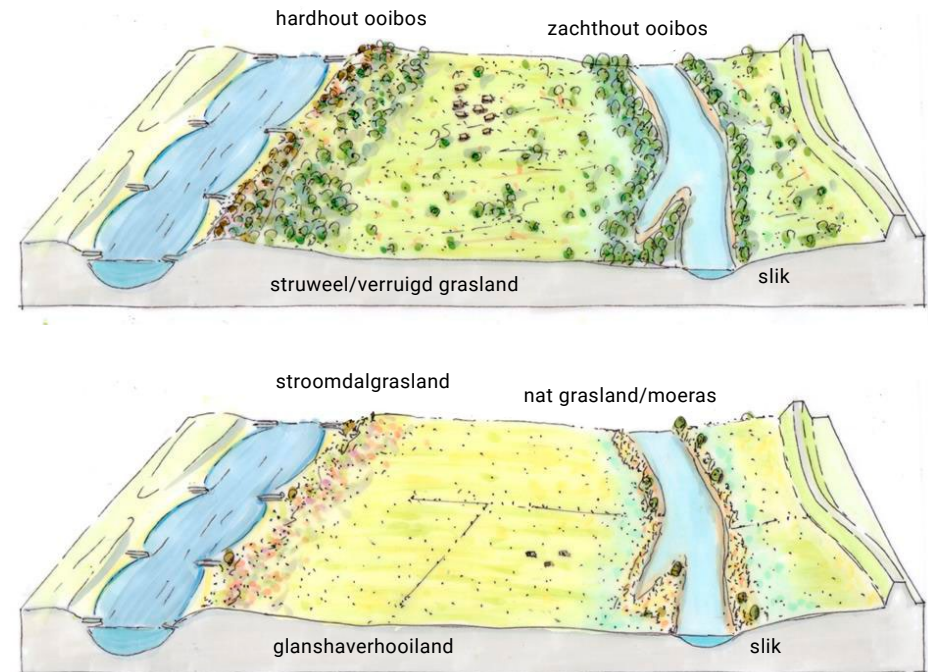 hardhout ooibos
zachthout ooibos
struweel/verruigd grasland
slik
stroomdalgrasland
nat grasland/moeras
glanshaverhooiland
slik